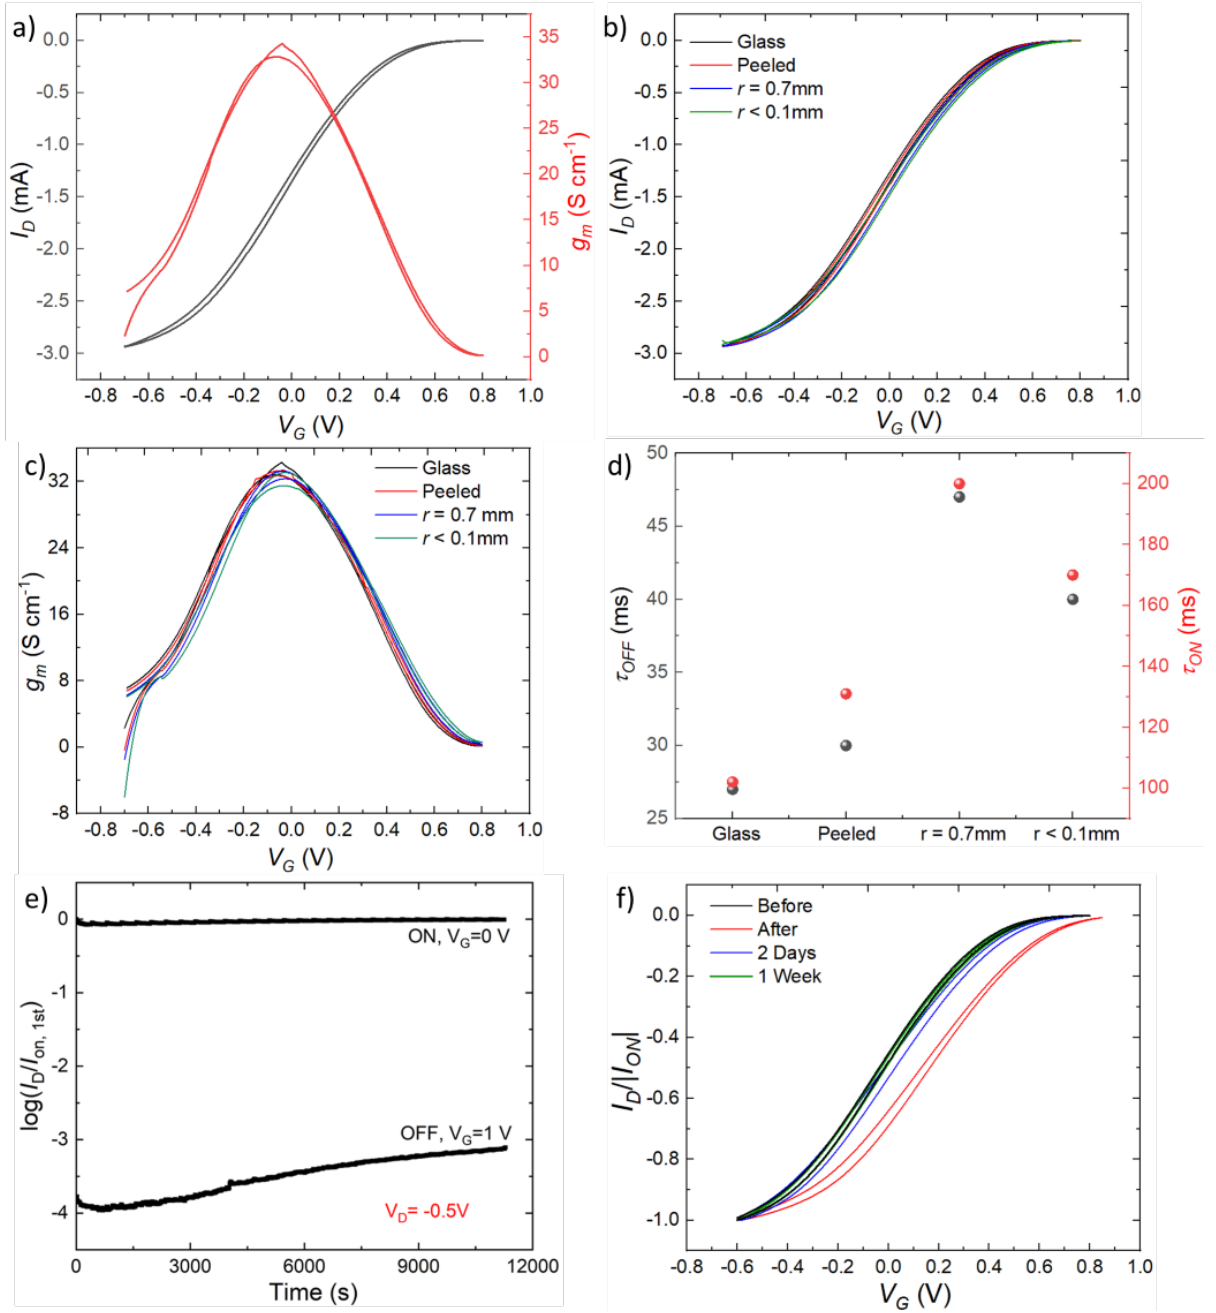 a)
0.0
-0.5
-1.0
-1.5
-2.0
-2.5
-3.0
I_D (mA)
35
30
25
20
15
10
5
0
g_m (S cm⁻¹)
-0.8 -0.6 -0.4 -0.2 0.0 0.2 0.4 0.6 0.8 1.0
V_G (V)
b)
Glass
Peeled
r = 0.7mm
r < 0.1mm
0.0
-0.5
-1.0
-1.5
-2.0
-2.5
-3.0
I_D (mA)
-0.8 -0.6 -0.4 -0.2 0.0 0.2 0.4 0.6 0.8 1.0
V_G (V)
c)
Glass
Peeled
r = 0.7 mm
r < 0.1mm
32
24
16
8
0
-8
g_m (S cm⁻¹)
-0.8 -0.6 -0.4 -0.2 0.0 0.2 0.4 0.6 0.8 1.0
V_G (V)
d)
50
45
40
35
30
25
τ_OFF (ms)
200
180
160
140
120
100
τ_ON (ms)
Glass Peeled r = 0.7mm r < 0.1mm
e)
0
-1
-2
-3
-4
log(I_D/I_on, 1st)
ON, V_G=0 V
OFF, V_G=1 V
V_D= -0.5V
0 3000 6000 9000 12000
Time (s)
f)
Before
After
2 Days
1 Week
0.0
-0.2
-0.4
-0.6
-0.8
-1.0
I_D/|I_ON|
-0.8 -0.6 -0.4 -0.2 0.0 0.2 0.4 0.6 0.8 1.0
V_G (V)